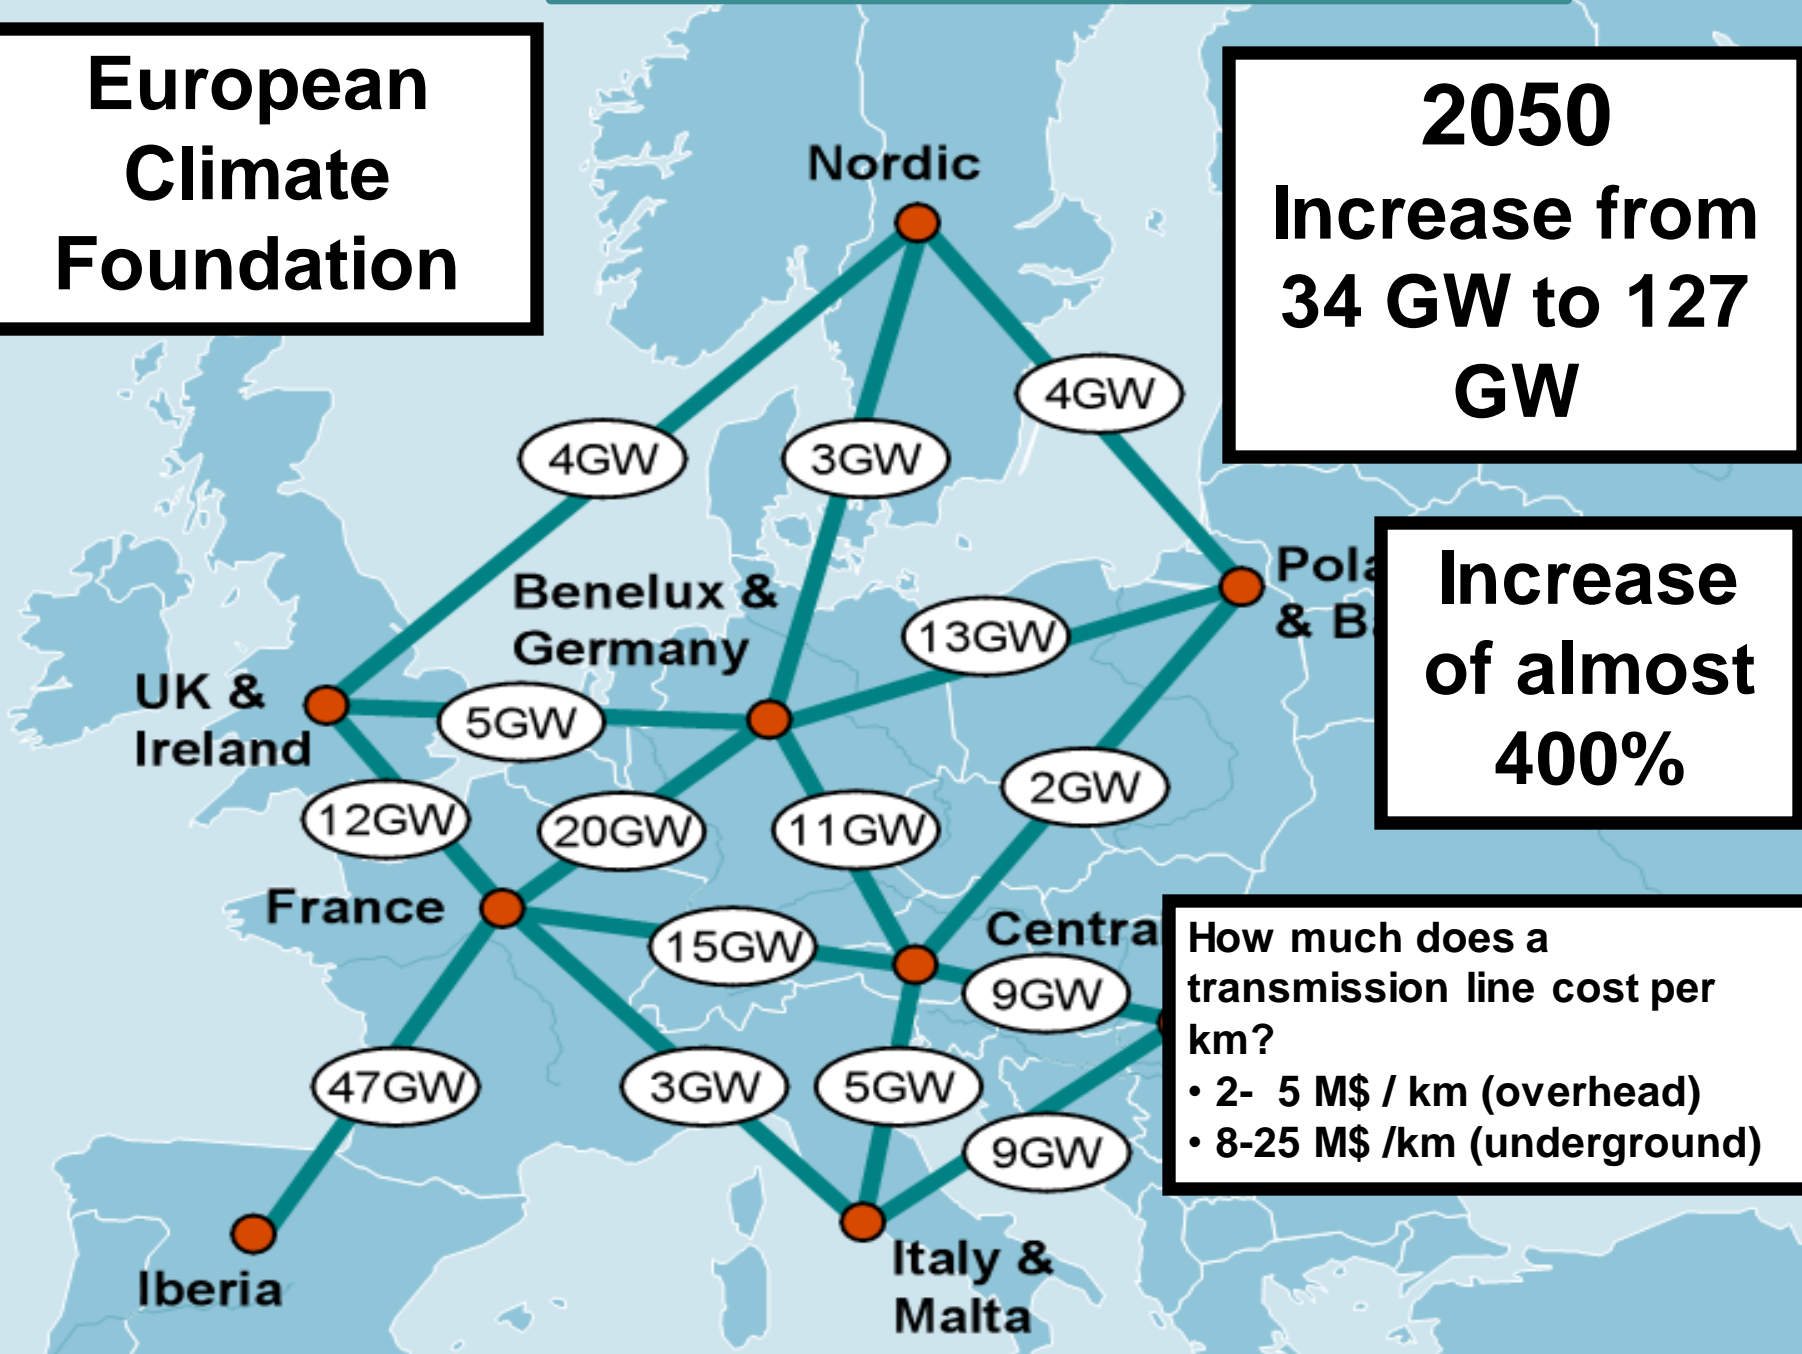 European
Climate
Foundation
2050
Increase from
34 GW to 127
GW
Nordic
4GW
4GW
3GW
Increase
of almost
400%
Benelux &
Germany
&
13GW
UK &
Ireland
5GW
2GW
12GW
20GW
11GW
France
15GW
9GW
How much does a
transmission line cost per
km?
• 2- 5 M$ / km (overhead)
• 8-25 M$ /km (underground)
47GW
3GW
5GW
9GW
Iberia
Italy &
Malta